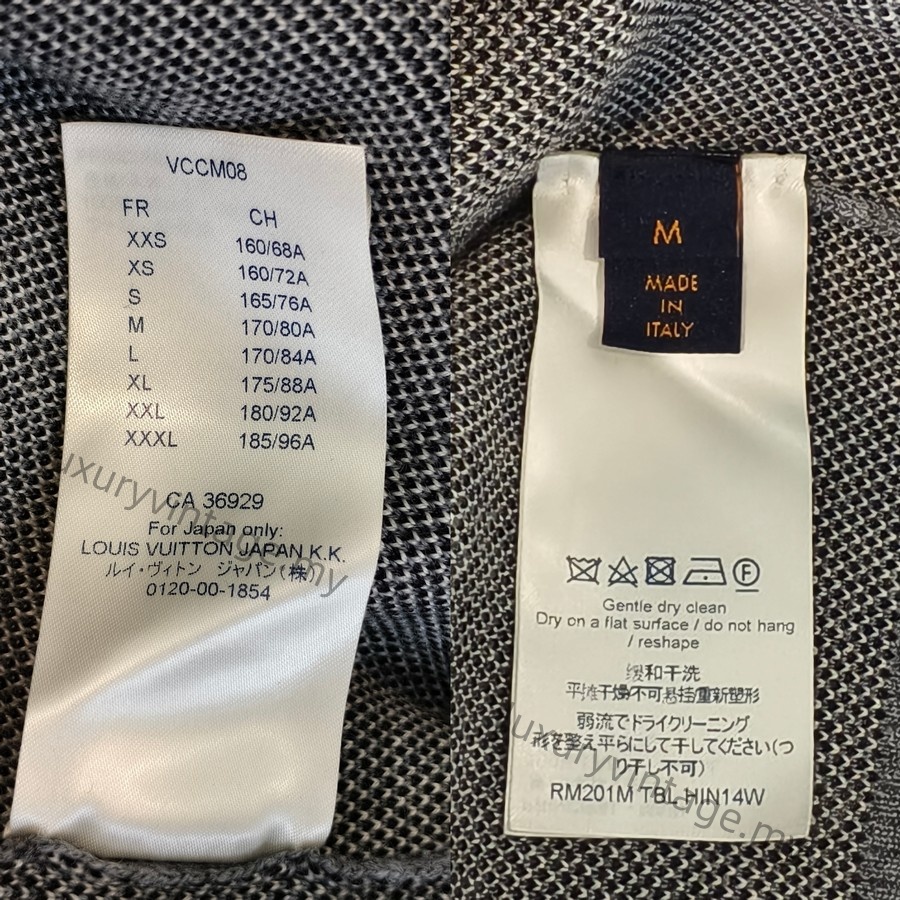 VCCM08
FR CH
XXS 160/68A
XS 160/72A
S 165/76A
M 170/80A
L 170/84A
XL 175/88A
XXL 180/92A
XXXL 185/96A
CA 36929
For Japan only:
LOUIS VUITTON JAPAN K.K.
ルイ・ヴィトン ジャパン(株)
0120-00-1854
uxuryvintage.my
M
MADE
IN
ITALY
F
Gentle dry clean
Dry on a flat surface / do not hang
/ reshape
缓和干洗
平摊干燥不可悬挂/重新塑形
弱流でドライクリーニング
形を整え平らにして干してください(つ
り干し不可)
RM201M TBL HIN14W
uxuryvintage.my